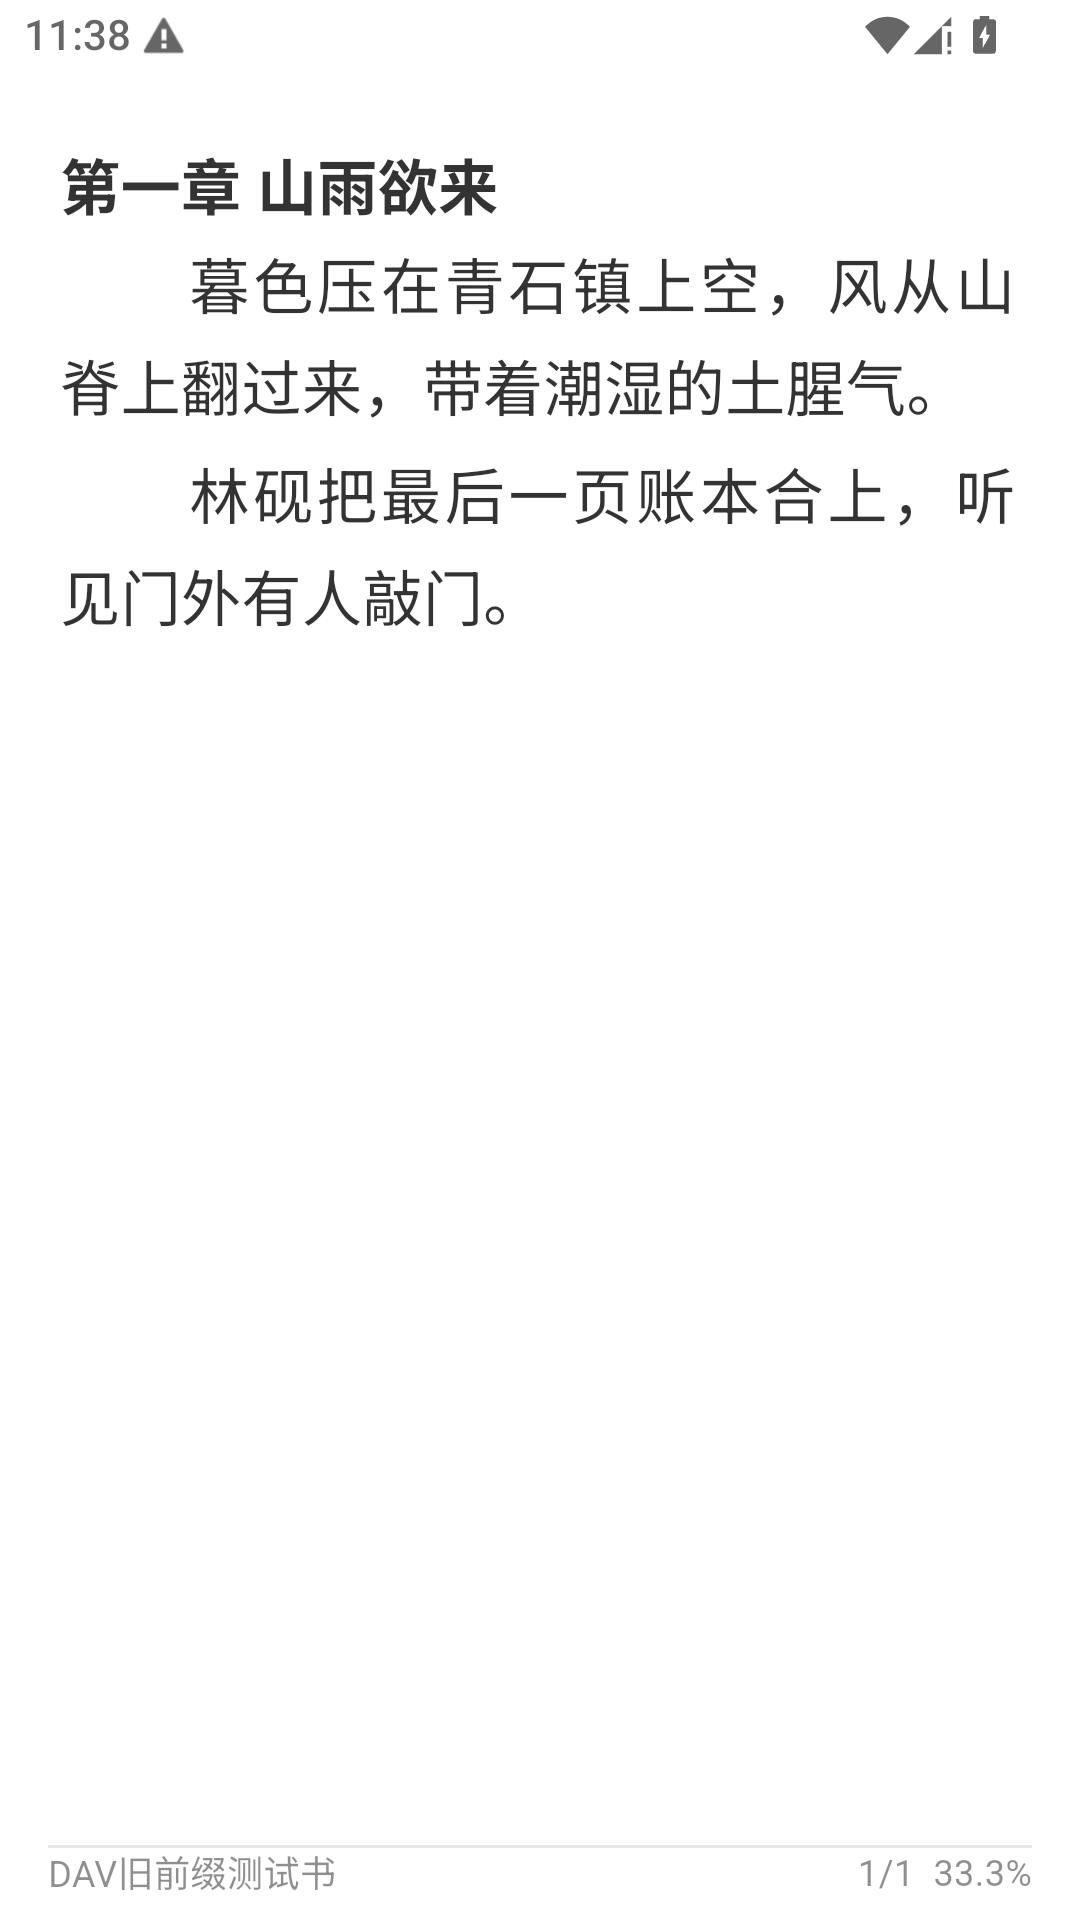 11:38
第一章 山雨欲来
暮色压在青石镇上空，风从山
脊上翻过来，带着潮湿的土腥气。
林砚把最后一页账本合上，听
见门外有人敲门。
DAV旧前缀测试书 1/1 33.3%